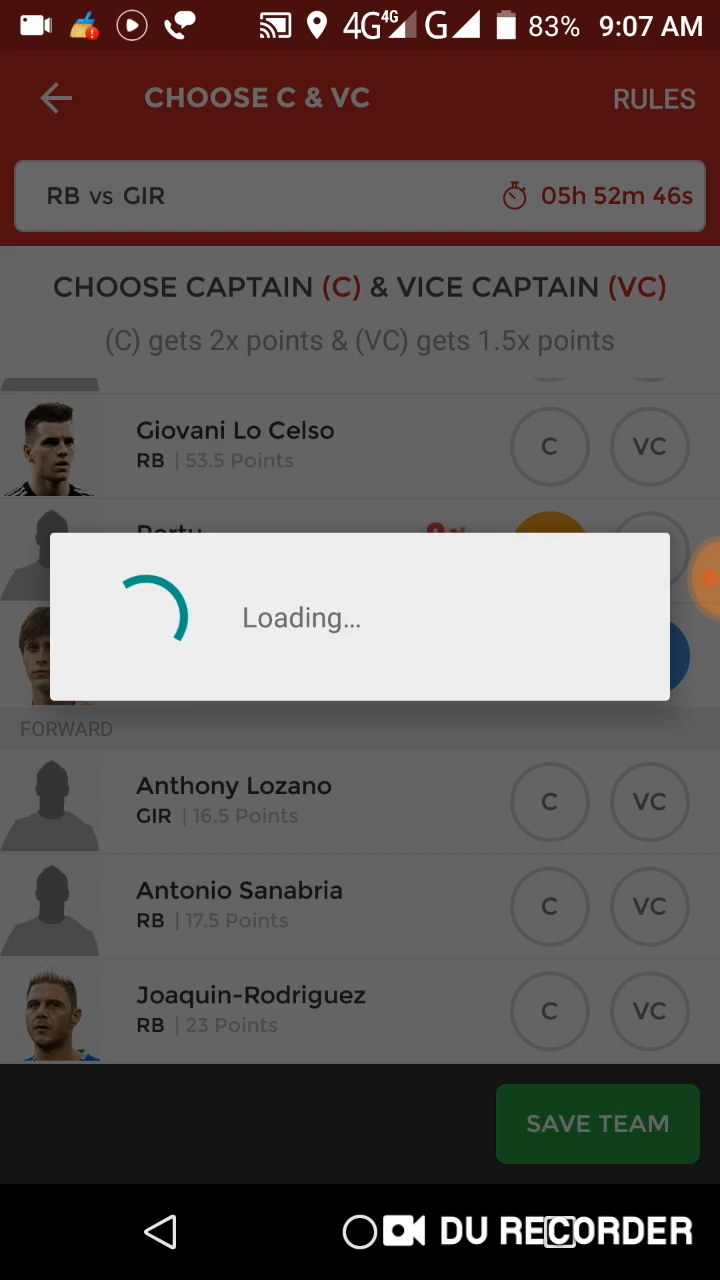 4G 4G G 83% 9:07 AM
CHOOSE C & VC RULES
RB vs GIR 05h 52m 46s
CHOOSE CAPTAIN (C) & VICE CAPTAIN (VC)
(C) gets 2x points & (VC) gets 1.5x points
Giovani Lo Celso
RB | 53.5 Points
C VC
Portu
Loading...
FORWARD
Anthony Lozano
GIR | 16.5 Points
C VC
Antonio Sanabria
RB | 17.5 Points
C VC
Joaquin-Rodriguez
RB | 23 Points
C VC
SAVE TEAM
DU RECORDER